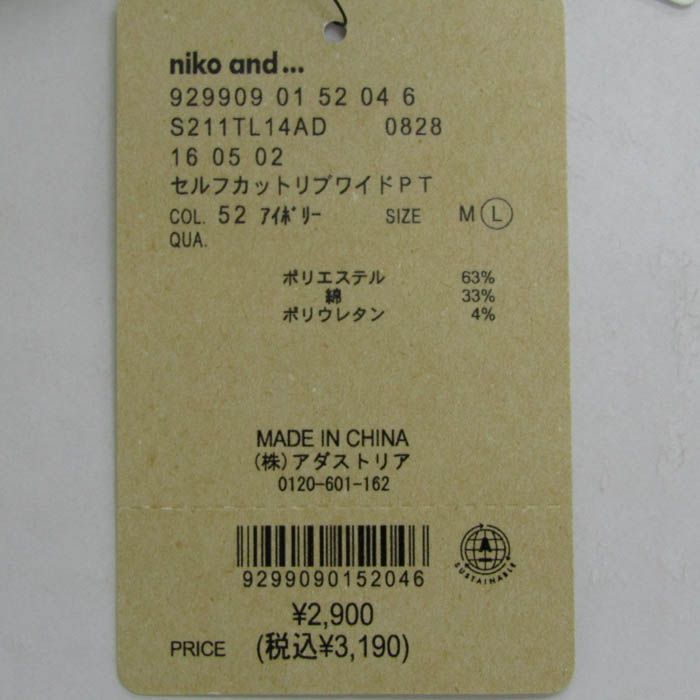 niko and...
929909 01 52 04 6
S211TL14AD 0828
16 05 02
セルフカットリブワイドPT
COL. 52 ｱｲﾎﾞﾘｰ SIZE M L
QUA.
ポリエステル 63%
綿 33%
ポリウレタン 4%
MADE IN CHINA
(株)アダストリア
0120-601-162
9299090152046
SUSTAINABLE
¥2,900
PRICE (税込¥3,190)